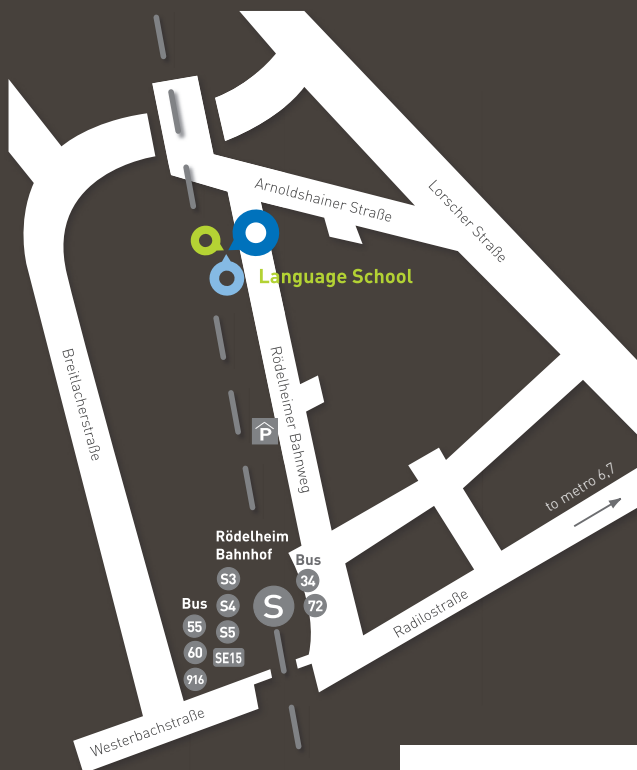 Arnoldshainer Straße
Lorscher Straße
Language School
Breitlacherstraße
Rödelheimer Bahnweg
P
to metro 6,7
Rödelheim
Bahnhof
Bus
S3
34
S4
S
72
Bus
55
S5
60
SE15
916
Radilostraße
Westerbachstraße